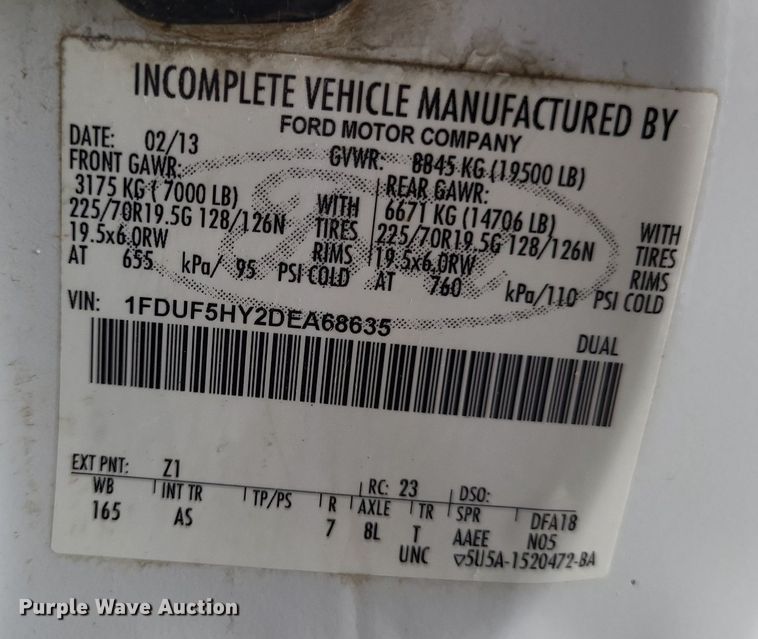 INCOMPLETE VEHICLE MANUFACTURED BY
FORD MOTOR COMPANY
DATE: 02/13 GVWR: 8845 KG (19500 LB)
FRONT GAWR: REAR GAWR:
3175 KG ( 7000 LB) WITH 6671 KG (14706 LB) WITH
225/70R19.5G 128/126N TIRES 225/70R19.5G 128/126N TIRES
19.5x6.0RW RIMS 19.5x6.0RW RIMS
AT 655 kPa/ 95 PSI COLD AT 760 kPa/110 PSI COLD
VIN: 1FDUF5HY2DEA68635
DUAL
EXT PNT: Z1 RC: 23 DSO:
WB INT TR TP/PS R AXLE TR SPR DFA18
165 AS 7 8L T AAEE N05
UNC ▽5U5A-1520472-BA
Purple Wave Auction